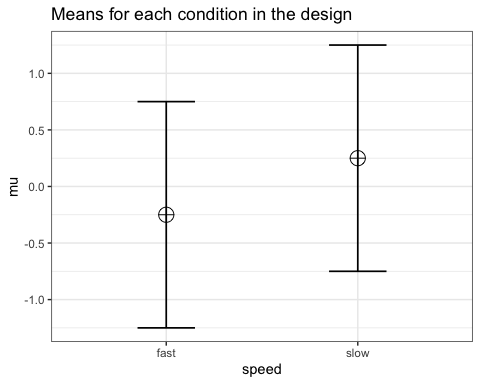 Means for each condition in the design
1.0
0.5
0.0
-0.5
-1.0
mu
fast slow
speed